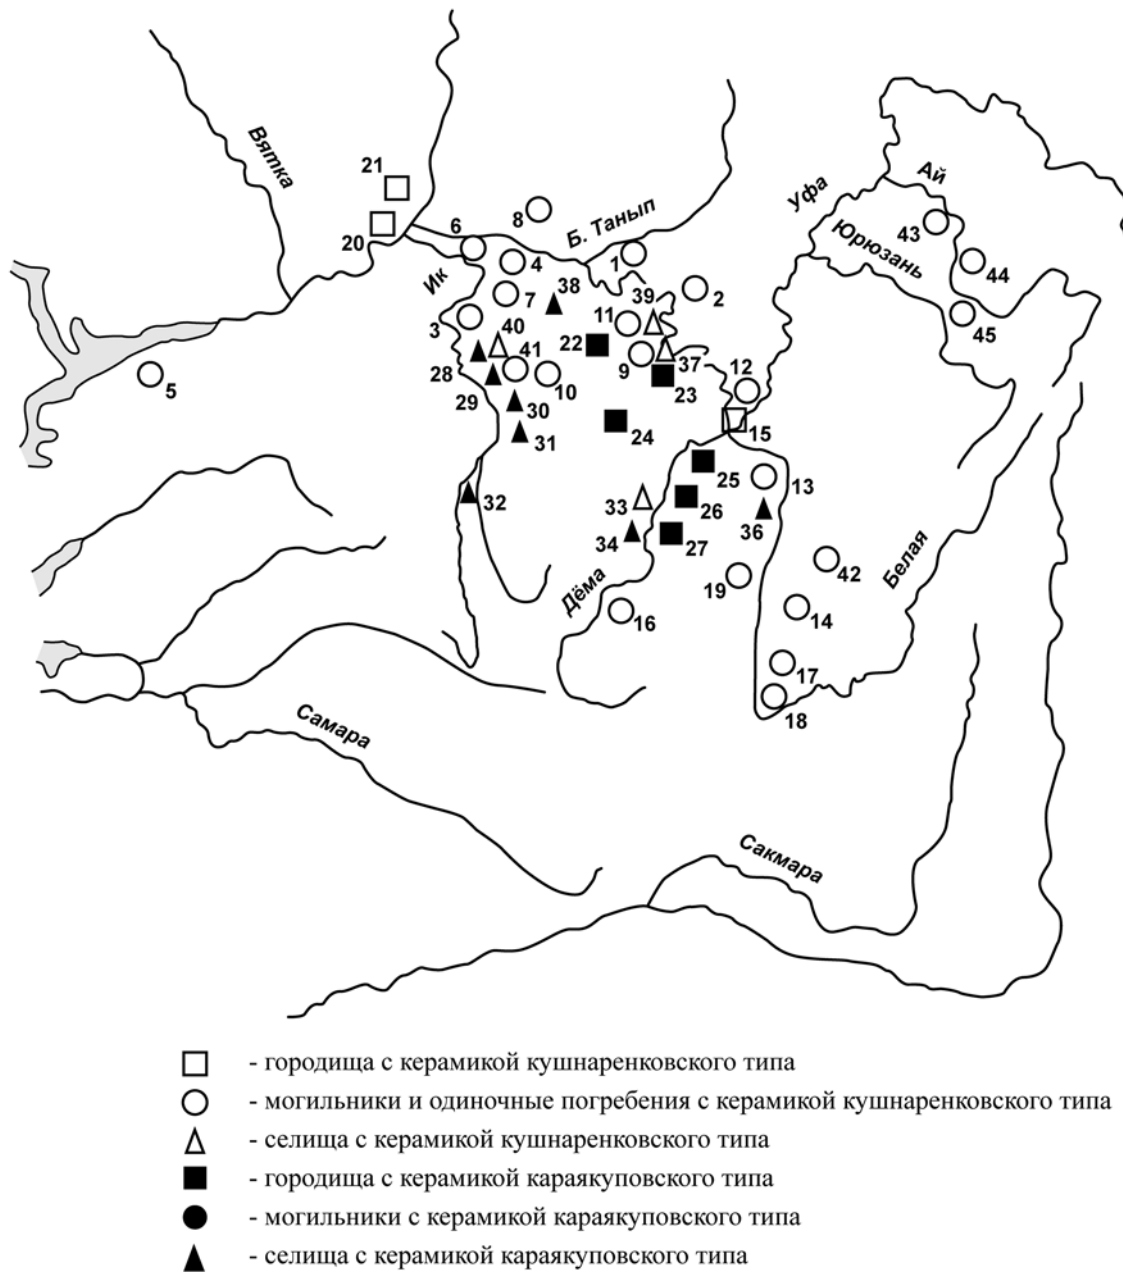 Вятка
21
20
6
8
Б. Танып
Уфа
Ай
Юрюзань
43
44
45
Ик
4
1
7
38
39
2
3
40
11
22
41
9
37
12
5
28
10
23
29
30
24
15
31
25
13
32
33
26
36
34
27
42
Дёма
19
Белая
16
14
17
18
Самара
Сакмара
- городища с керамикой кушнаренковского типа
- могильники и одиночные погребения с керамикой кушнаренковского типа
- селища с керамикой кушнаренковского типа
- городища с керамикой караякуповского типа
- могильники с керамикой караякуповского типа
- селища с керамикой караякуповского типа